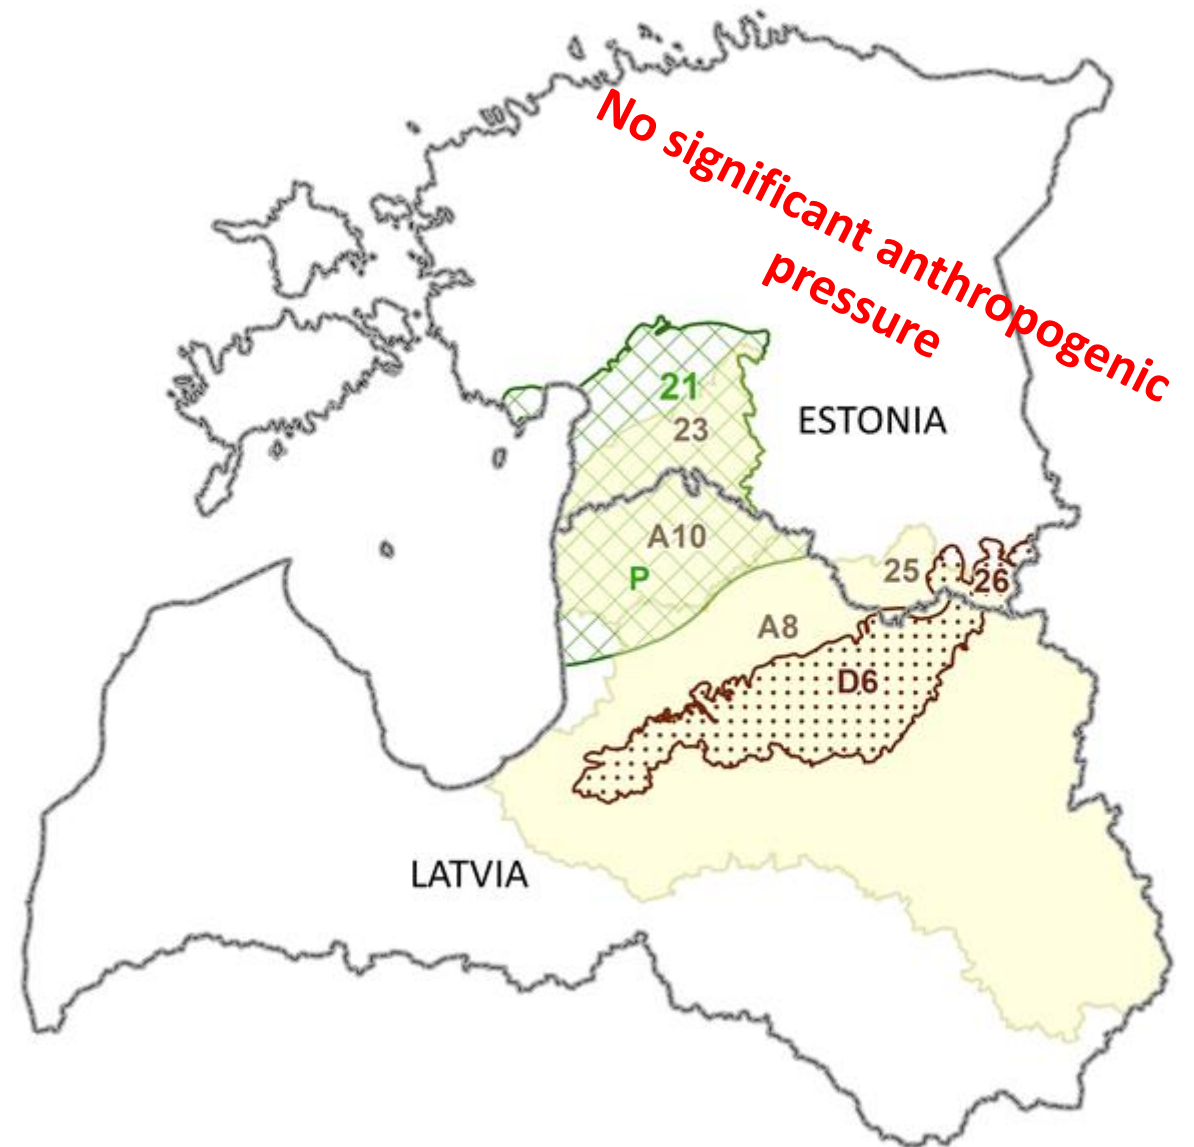 No significant anthropogenic
pressure
21
23
ESTONIA
A10
P
25
26
A8
D6
LATVIA